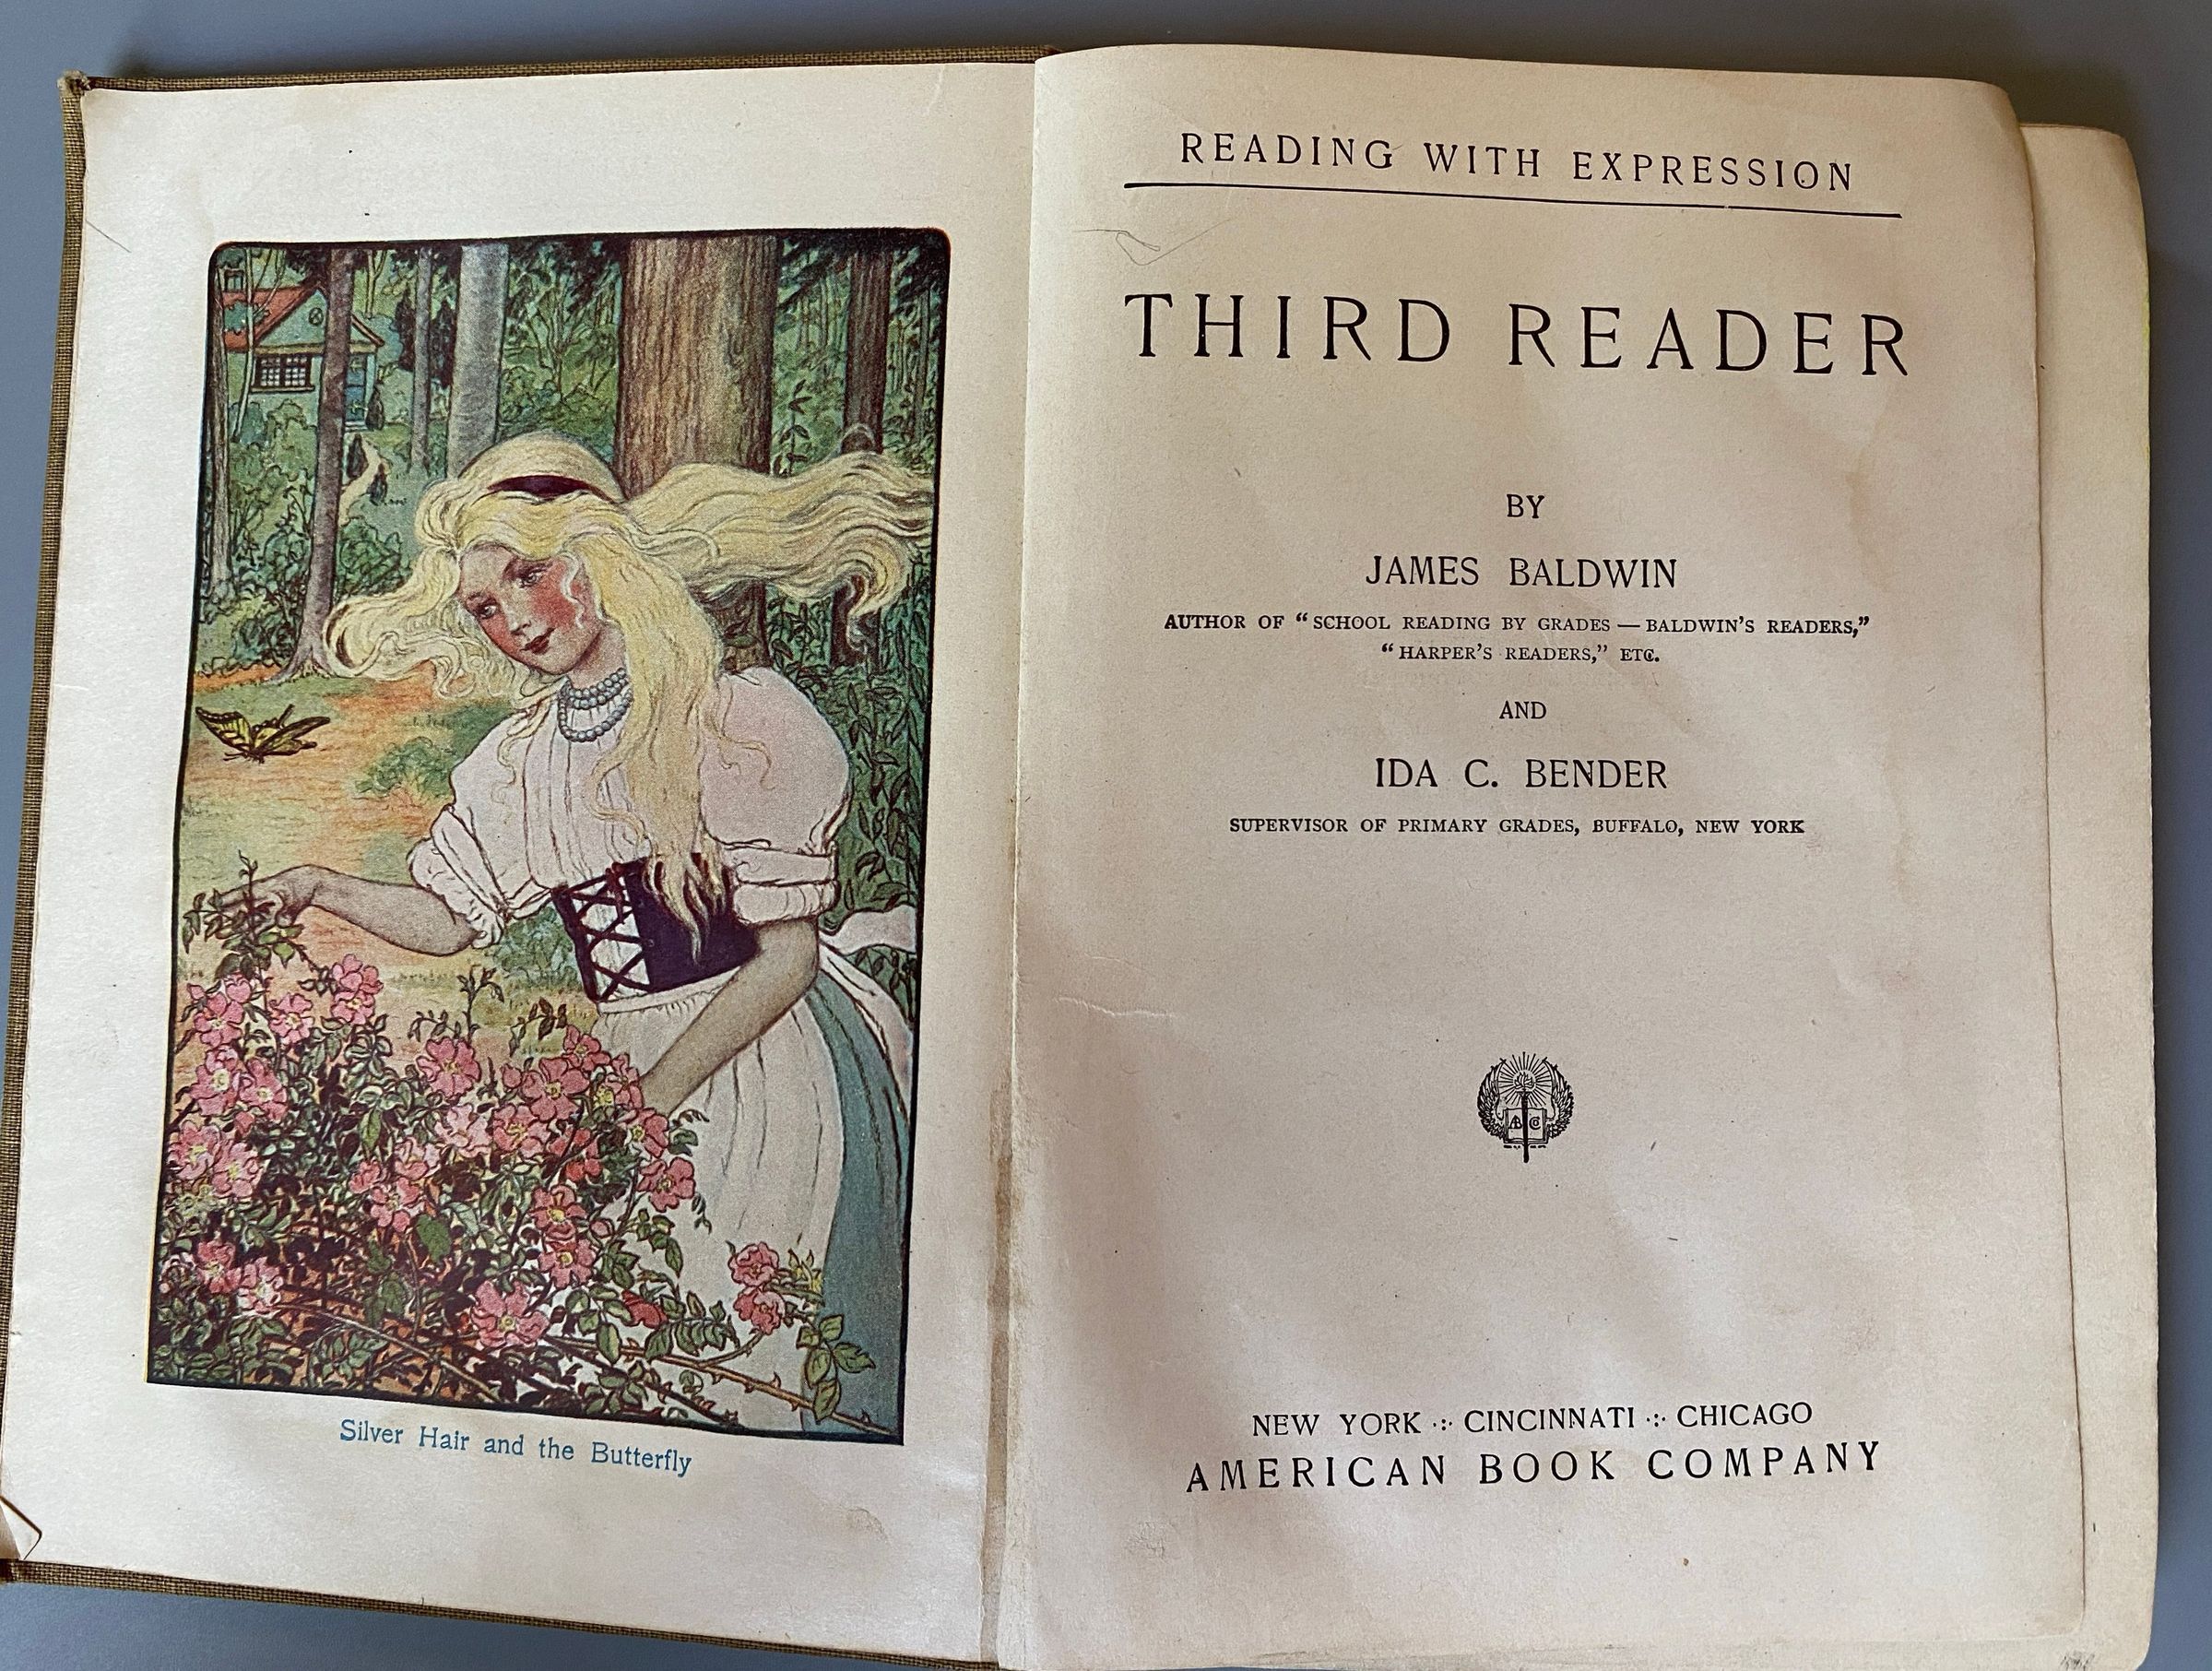 Silver Hair and the Butterfly
READING WITH EXPRESSION
THIRD READER
BY
JAMES BALDWIN
AUTHOR OF “SCHOOL READING BY GRADES — BALDWIN'S READERS,”
“HARPER'S READERS,” ETC.
AND
IDA C. BENDER
SUPERVISOR OF PRIMARY GRADES, BUFFALO, NEW YORK
AB C
NEW YORK ·:· CINCINNATI ·:· CHICAGO
AMERICAN BOOK COMPANY